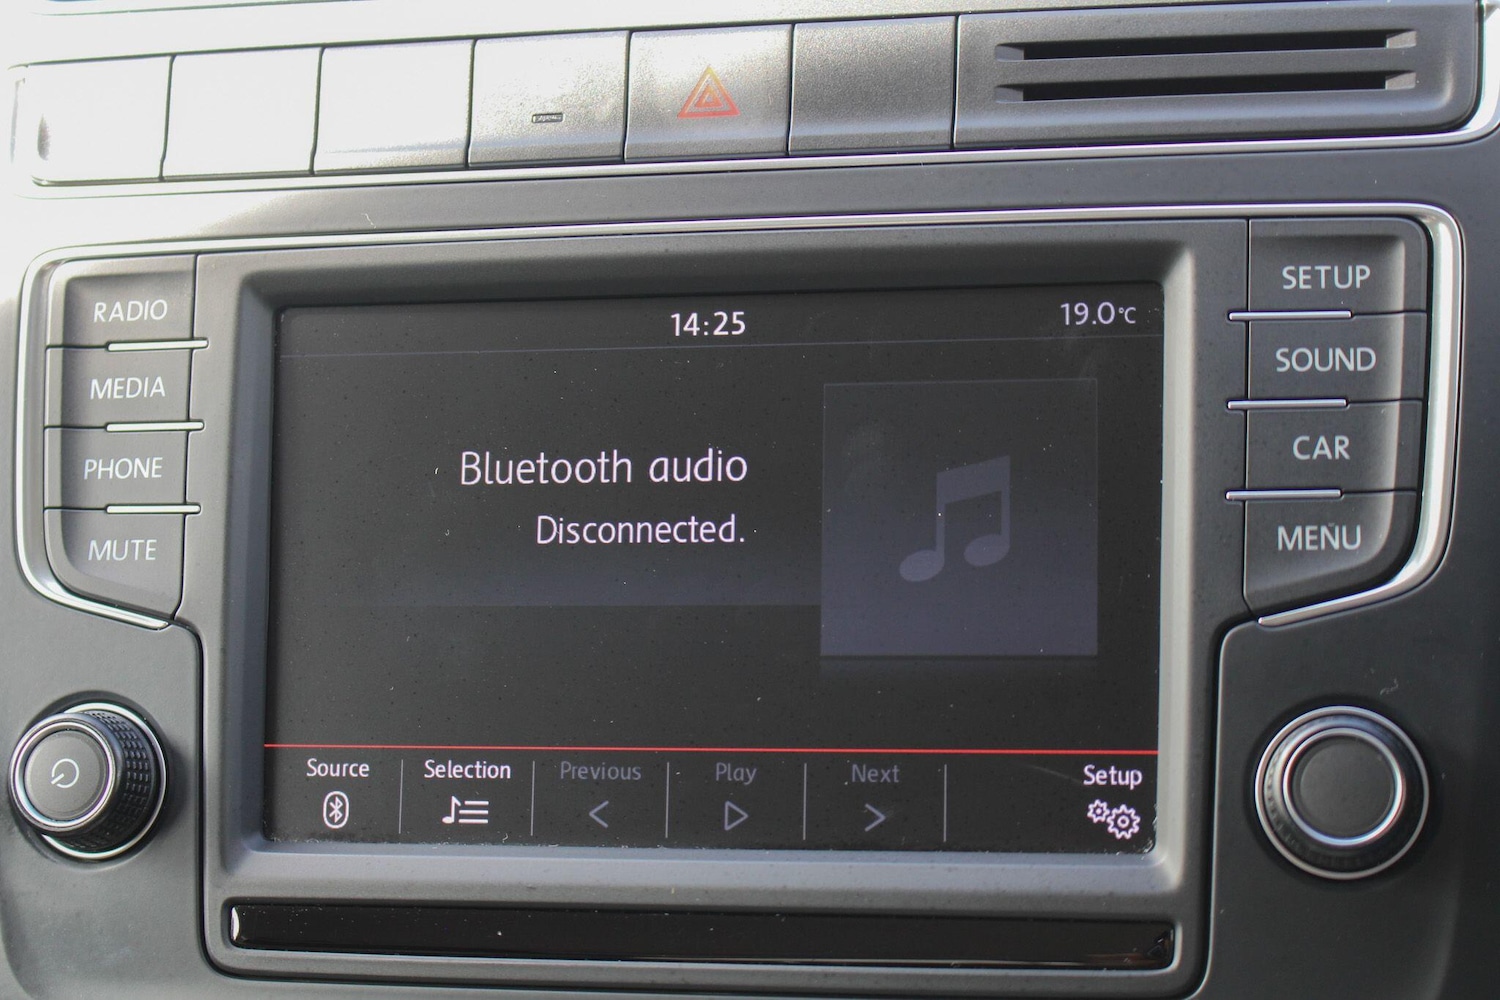 14:25
19.0°C
RADIO
MEDIA
PHONE
MUTE
Bluetooth audio
Disconnected.
SETUP
SOUND
CAR
MENU
Source
Selection
Previous
Play
Next
Setup